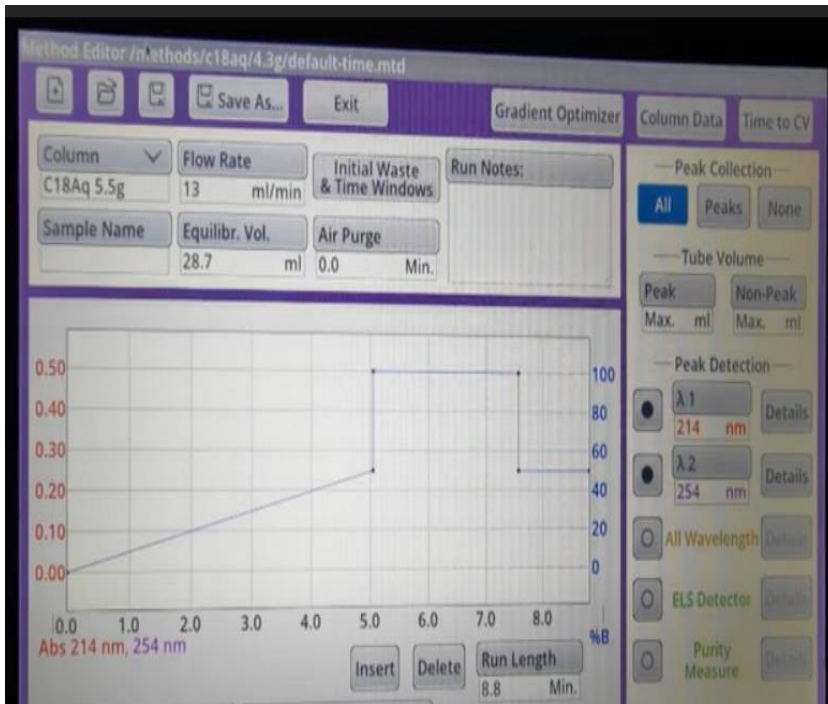 Method Editor /methods/c18aq/4.3g/default-time.mtd
Save As...
Exit
Gradient Optimizer
Column Data
Time to CV
Column
C18Aq 5.5g
Flow Rate
13 ml/min
Initial Waste
& Time Windows
Run Notes:
Sample Name
Equilibr. Vol.
28.7 ml
Air Purge
0.0 Min.
Peak Collection
All
Peaks
None
Tube Volume
Peak
Max. ml
Non-Peak
Max. ml
Peak Detection
λ 1
214 nm
Details
λ 2
254 nm
Details
All Wavelength
Details
ELS Detector
Details
Purity
Measure
Details
0.50
0.40
0.30
0.20
0.10
0.00
100
80
60
40
20
0
0.0 1.0 2.0 3.0 4.0 5.0 6.0 7.0 8.0
%B
Abs 214 nm, 254 nm
Insert
Delete
Run Length
8.8 Min.